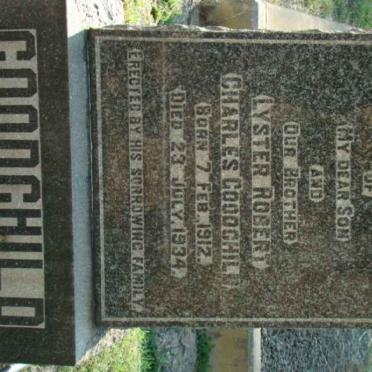 OF
MY DEAR SON
AND
OUR BROTHER
LYSTER ROBERT
CHARLES GOODCHILD
BORN 7 FEB. 1912.
DIED 23 JULY 1934.
ERECTED BY HIS SORROWING FAMILY.
GOODCHILD